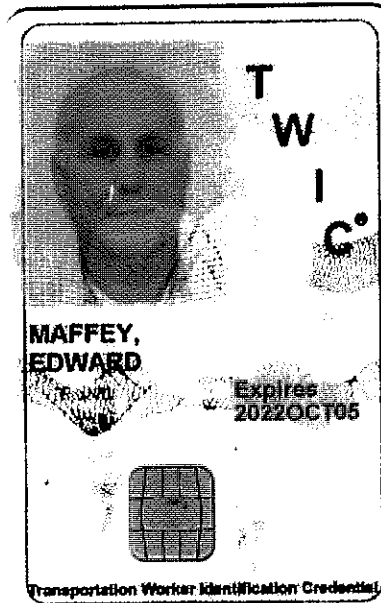 T
W
I
C®
MAFFEY,
EDWARD
Expires
2022OCT05
Transportation Worker Identification Credential